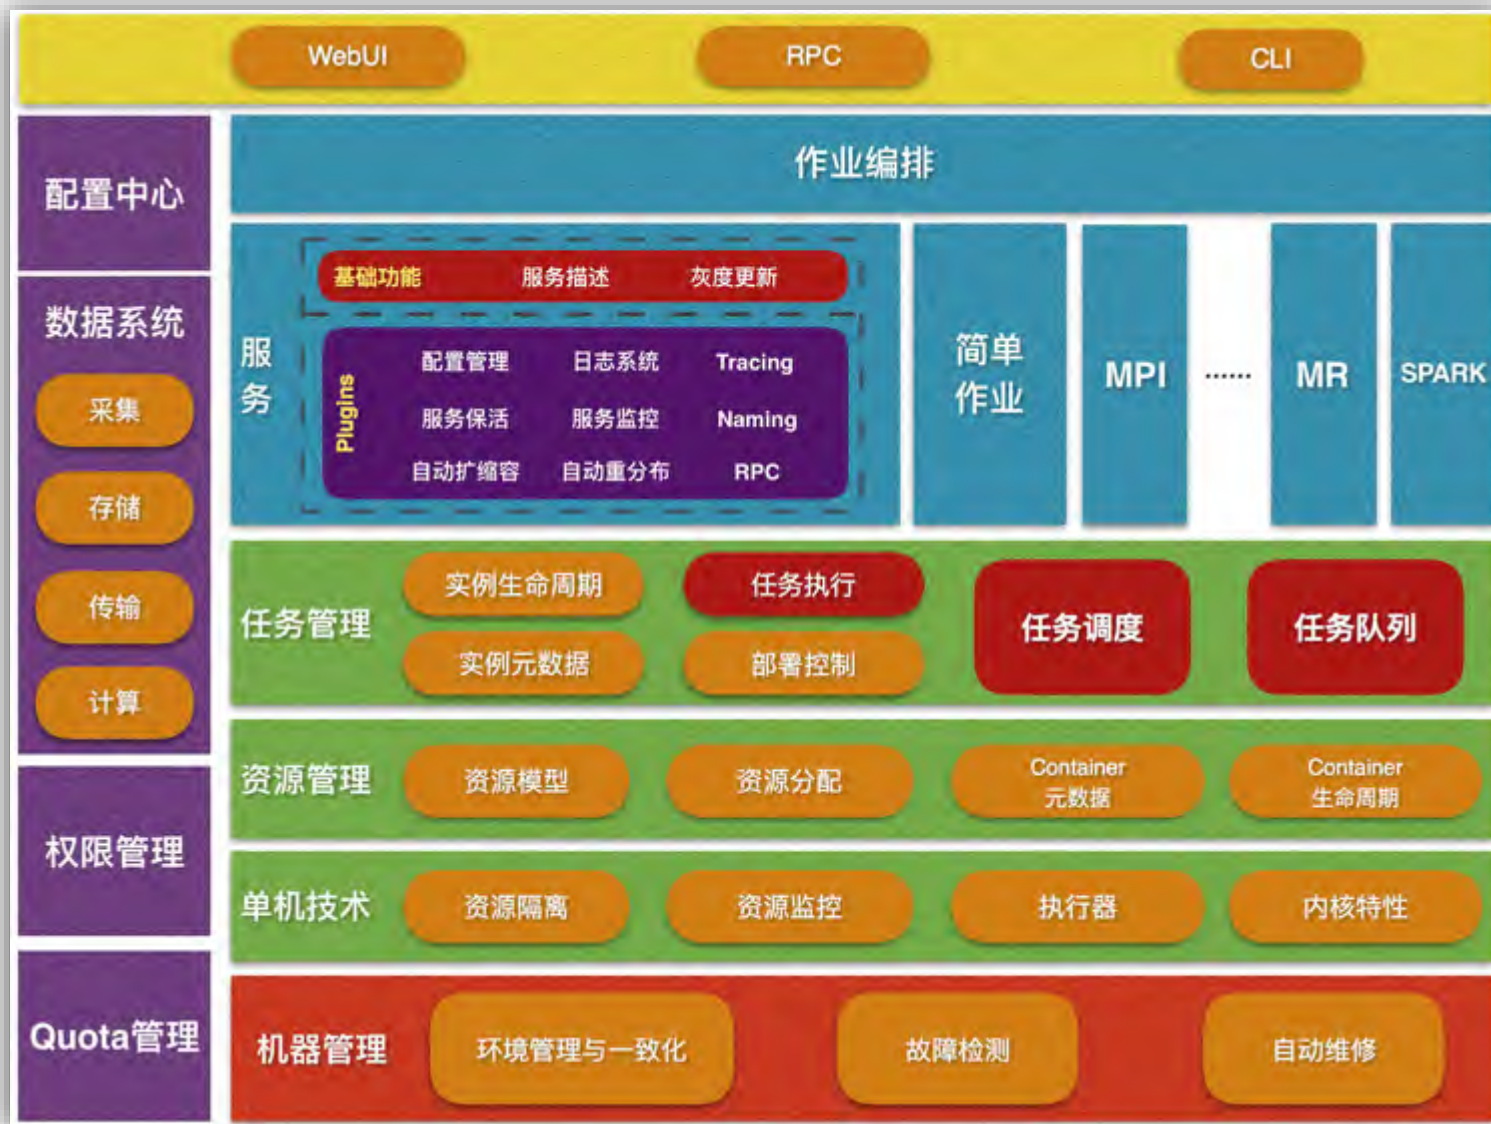 WebUI
RPC
CLI
配置中心
数据系统
采集
存储
传输
计算
权限管理
Quota管理
作业编排
服
务
基础功能 服务描述 灰度更新
Plugins
配置管理 日志系统 Tracing
服务保活 服务监控 Naming
自动扩缩容 自动重分布 RPC
简单
作业
MPI
······
MR
SPARK
任务管理
实例生命周期
任务执行
实例元数据
部署控制
任务调度
任务队列
资源管理
资源模型
资源分配
Container
元数据
Container
生命周期
单机技术
资源隔离
资源监控
执行器
内核特性
机器管理
环境管理与一致化
故障检测
自动维修